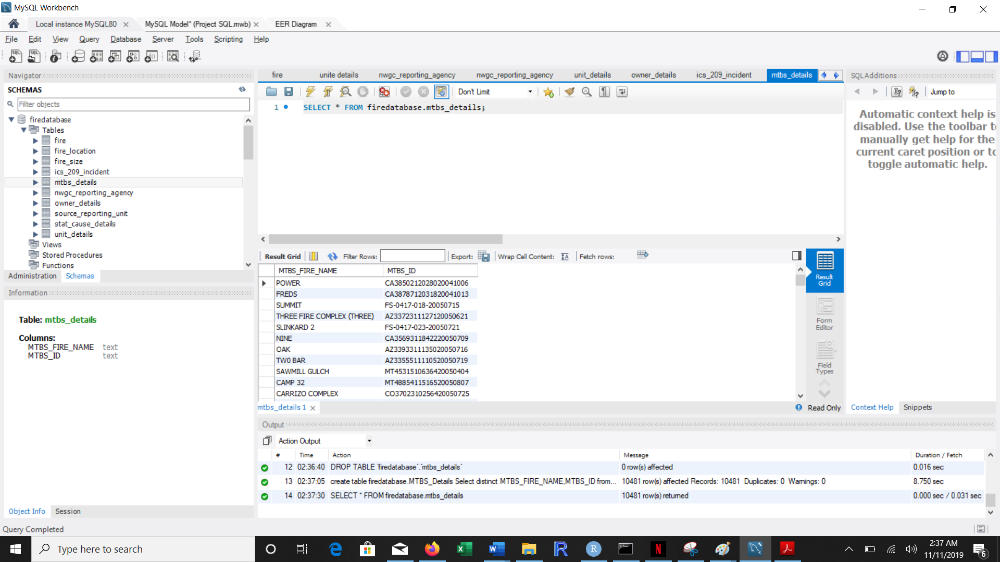 MySQL Workbench
Local instance MySQL80
MySQL Model* (Project SQL.mwb)
EER Diagram
File Edit View Query Database Server Tools Scripting Help
Navigator
SCHEMAS
Filter objects
firedatabase
Tables
fire
fire_location
fire_size
ics_209_incident
mtbs_details
nwgc_reporting_agency
owner_details
source_reporting_unit
stat_cause_details
unit_details
Views
Stored Procedures
Functions
Administration Schemas
Information
Table: mtbs_details
Columns:
MTBS_FIRE_NAME text
MTBS_ID text
Object Info Session
Query Completed
fire unite details nwgc_reporting_agency nwgc_reporting_agency unit_details owner_details ics_209_incident mtbs_details
Don't Limit
1 SELECT * FROM firedatabase.mtbs_details;
Result Grid Filter Rows: Export: Wrap Cell Content: Fetch rows:
MTBS_FIRE_NAME MTBS_ID
POWER CA3850212028020041006
FREDS CA3878712031820041013
SUMMIT FS-0417-018-20050715
THREE FIRE COMPLEX (THREE) AZ3372311127120050621
SLINKARD 2 FS-0417-023-20050721
NINE CA3569311842220050709
OAK AZ3393311135020050716
TW0 BAR AZ3355511110520050719
SAWMILL GULCH MT4531510636420050404
CAMP 32 MT4885411516520050807
CARRIZO COMPLEX CO3702310256420050725
Result Grid
Form Editor
Field Types
mtbs_details 1
Read Only
SQLAdditions
Jump to
Automatic context help is
disabled. Use the toolbar to
manually get help for the
current caret position or to
toggle automatic help.
Context Help Snippets
Output
Action Output
# Time Action Message Duration / Fetch
12 02:36:40 DROP TABLE `firedatabase`.`mtbs_details` 0 row(s) affected 0.016 sec
13 02:37:05 create table firedatabase.MTBS_Details Select distinct MTBS_FIRE_NAME,MTBS_ID from... 10481 row(s) affected Records: 10481 Duplicates: 0 Warnings: 0 8.750 sec
14 02:37:30 SELECT * FROM firedatabase.mtbs_details 10481 row(s) returned 0.000 sec / 0.031 sec
Type here to search
2:37 AM
11/11/2019
6